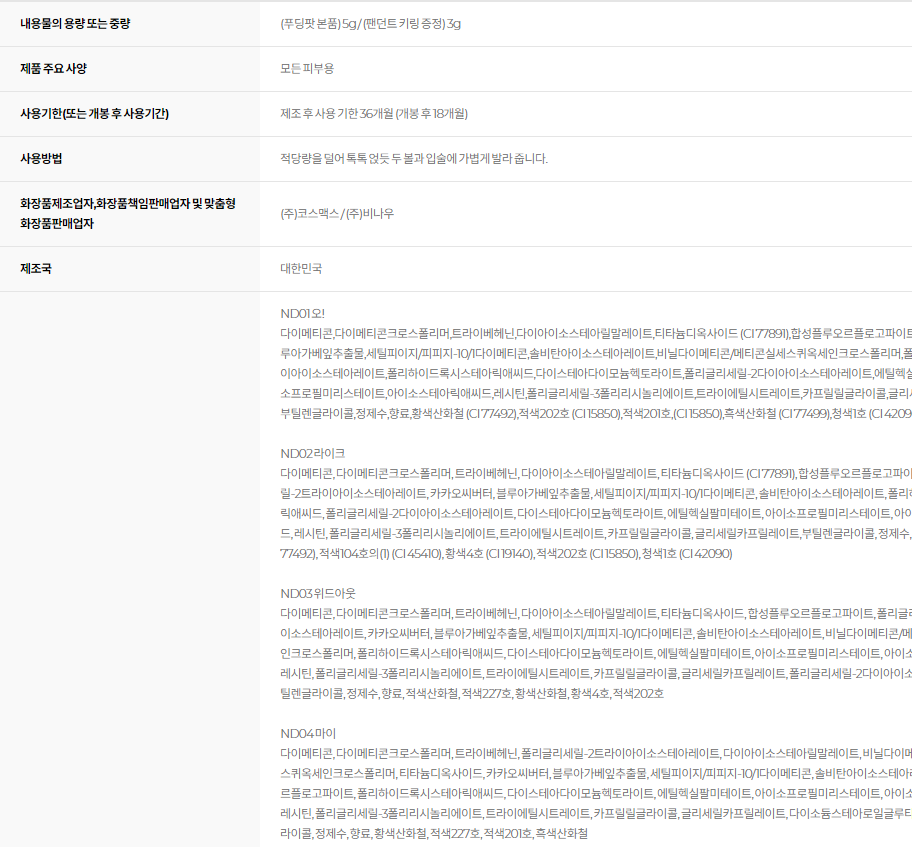 내용물의 용량 또는 중량
(푸딩팟 본품) 5g / (팬던트 키링 증정) 3g
제품 주요 사양
모든 피부용
사용기한(또는 개봉 후 사용기간)
제조 후 사용 기한 36개월 (개봉 후 18개월)
사용방법
적당량을 덜어 톡톡 얹듯 두 볼과 입술에 가볍게 발라 줍니다.
화장품제조업자,화장품책임판매업자 및 맞춤형
화장품판매업자
(주)코스맥스 / (주)비나우
제조국
대한민국
ND01 오!
다이메티콘,다이메티콘크로스폴리머,트라이베헤닌,다이아이소스테아릴말레이트,티타늄디옥사이드 (CI 77891),합성플루오르플로고파이트
루아가베잎추출물,세틸피이지/피피지-10/1다이메티콘,솔비탄아이소스테아레이트,비닐다이메티콘/메티콘실세스퀴옥세인크로스폴리머,폴
이아이소스테아레이트,폴리하이드록시스테아릭애씨드,다이스테아다이모늄헥토라이트,폴리글리세릴-2다이아이소스테아레이트,에틸헥실
소프로필미리스테이트,아이소스테아릭애씨드,레시틴,폴리글리세릴-3폴리리시놀리에이트,트라이에틸시트레이트,카프릴릴글라이콜,글리세
부틸렌글라이콜,정제수,향료,황색산화철 (CI 77492),적색202호 (CI 15850),적색201호,(CI 15850),흑색산화철 (CI 77499),청색1호 (CI 4209
ND02 라이크
다이메티콘, 다이메티콘크로스폴리머, 트라이베헤닌, 다이아이소스테아릴말레이트, 티타늄디옥사이드 (CI 77891), 합성플루오르플로고파이
릴-2트라이아이소스테아레이트, 카카오씨버터, 블루아가베잎추출물, 세틸피이지/피피지-10/1다이메티콘, 솔비탄아이소스테아레이트, 폴리하
릭애씨드, 폴리글리세릴-2다이아이소스테아레이트, 다이스테아다이모늄헥토라이트, 에틸헥실팔미테이트, 아이소프로필미리스테이트, 아이
드, 레시틴, 폴리글리세릴-3폴리리시놀리에이트, 트라이에틸시트레이트, 카프릴릴글라이콜, 글리세릴카프릴레이트,부틸렌글라이콜, 정제수,
77492), 적색104호의(1) (CI 45410), 황색4호 (CI 19140), 적색202호 (CI 15850), 청색1호 (CI 42090)
ND03 위드아웃
다이메티콘, 다이메티콘크로스폴리머, 트라이베헤닌, 다이아이소스테아릴말레이트, 티타늄디옥사이드, 합성플루오르플로고파이트, 폴리글리
이소스테아레이트, 카카오씨버터, 블루아가베잎추출물, 세틸피이지/피피지-10/1다이메티콘, 솔비탄아이소스테아레이트, 비닐다이메티콘/메
인크로스폴리머, 폴리하이드록시스테아릭애씨드, 다이스테아다이모늄헥토라이트, 에틸헥실팔미테이트, 아이소프로필미리스테이트, 아이소
레시틴, 폴리글리세릴-3폴리리시놀리에이트, 트라이에틸시트레이트, 카프릴릴글라이콜, 글리세릴카프릴레이트, 폴리글리세릴-2다이아이소
틸렌글라이콜, 정제수, 향료, 적색산화철, 적색227호, 황색산화철, 황색4호, 적색202호
ND04 마이
다이메티콘, 다이메티콘크로스폴리머, 트라이베헤닌, 폴리글리세릴-2트라이아이소스테아레이트, 다이아이소스테아릴말레이트, 비닐다이메
스퀴옥세인크로스폴리머, 티타늄디옥사이드, 카카오씨버터, 블루아가베잎추출물, 세틸피이지/피피지-10/1다이메티콘, 솔비탄아이소스테아레
르플로고파이트, 폴리하이드록시스테아릭애씨드, 다이스테아다이모늄헥토라이트, 에틸헥실팔미테이트, 아이소프로필미리스테이트, 아이소
레시틴, 폴리글리세릴-3폴리리시놀리에이트, 트라이에틸시트레이트, 카프릴릴글라이콜, 글리세릴카프릴레이트, 다이소듐스테아로일글루타
라이콜, 정제수, 향료, 황색산화철, 적색227호, 적색201호, 흑색산화철